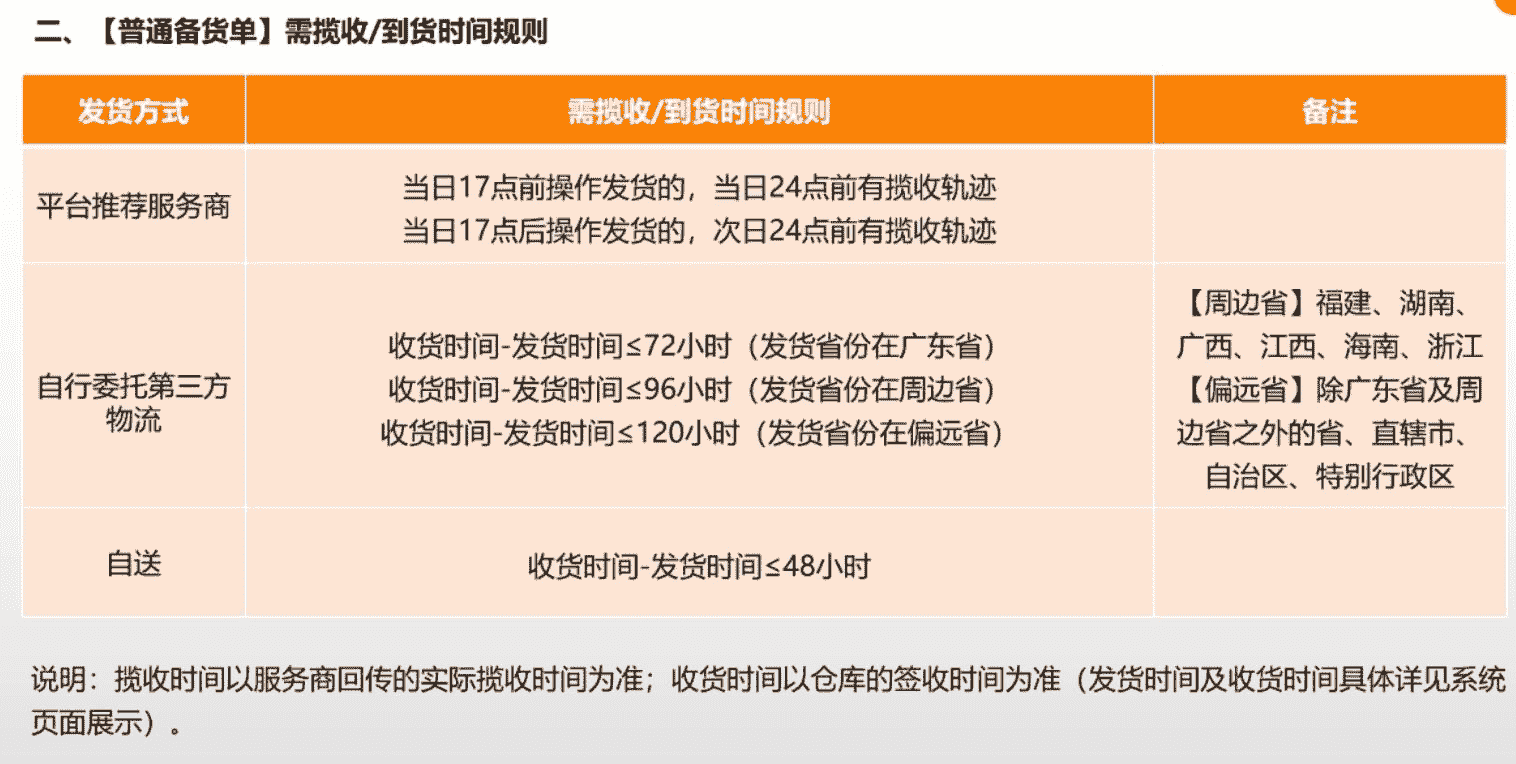 二、【普通备货单】需揽收/到货时间规则
发货方式
需揽收/到货时间规则
备注
平台推荐服务商
当日17点前操作发货的，当日24点前有揽收轨迹
当日17点后操作发货的，次日24点前有揽收轨迹
自行委托第三方
物流
收货时间-发货时间≤72小时（发货省份在广东省）
收货时间-发货时间≤96小时（发货省份在周边省）
收货时间-发货时间≤120小时（发货省份在偏远省）
【周边省】福建、湖南、
广西、江西、海南、浙江
【偏远省】除广东省及周
边省之外的省、直辖市、
自治区、特别行政区
自送
收货时间-发货时间≤48小时
说明：揽收时间以服务商回传的实际揽收时间为准；收货时间以仓库的签收时间为准（发货时间及收货时间具体详见系统
页面展示）。